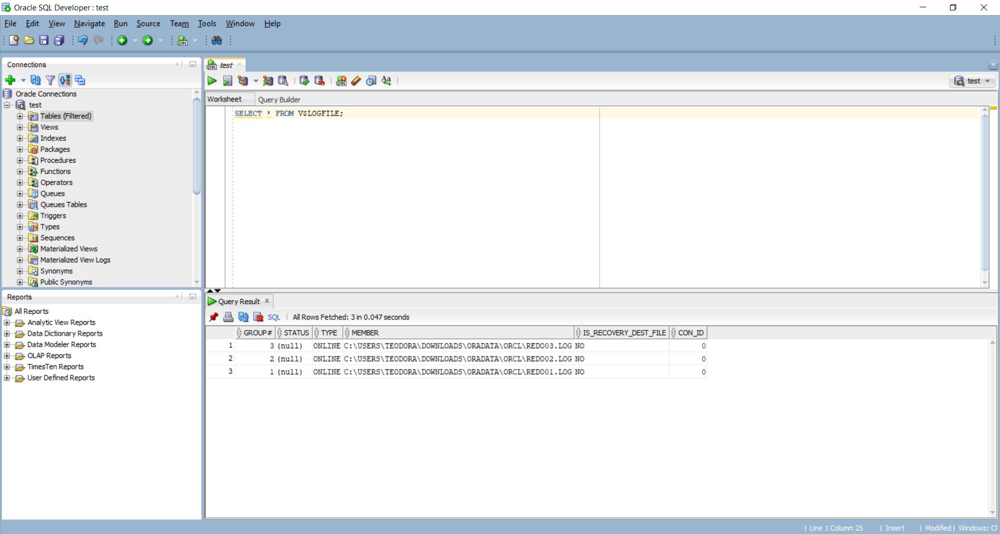 Oracle SQL Developer : test
File Edit View Navigate Run Source Team Tools Window Help
Connections
Oracle Connections
test
Tables (Filtered)
Views
Indexes
Packages
Procedures
Functions
Operators
Queues
Queues Tables
Triggers
Types
Sequences
Materialized Views
Materialized View Logs
Synonyms
Public Synonyms
Reports
All Reports
Analytic View Reports
Data Dictionary Reports
Data Modeler Reports
OLAP Reports
TimesTen Reports
User Defined Reports
test
test
Worksheet Query Builder
SELECT * FROM V$LOGFILE;
Query Result
SQL | All Rows Fetched: 3 in 0.047 seconds
GROUP# STATUS TYPE MEMBER IS_RECOVERY_DEST_FILE CON_ID
1 3 (null) ONLINE C:\USERS\TEODORA\DOWNLOADS\ORADATA\ORCL\REDO03.LOG NO 0
2 2 (null) ONLINE C:\USERS\TEODORA\DOWNLOADS\ORADATA\ORCL\REDO02.LOG NO 0
3 1 (null) ONLINE C:\USERS\TEODORA\DOWNLOADS\ORADATA\ORCL\REDO01.LOG NO 0
| Line 1 Column 25 | Insert | Modified | Windows: